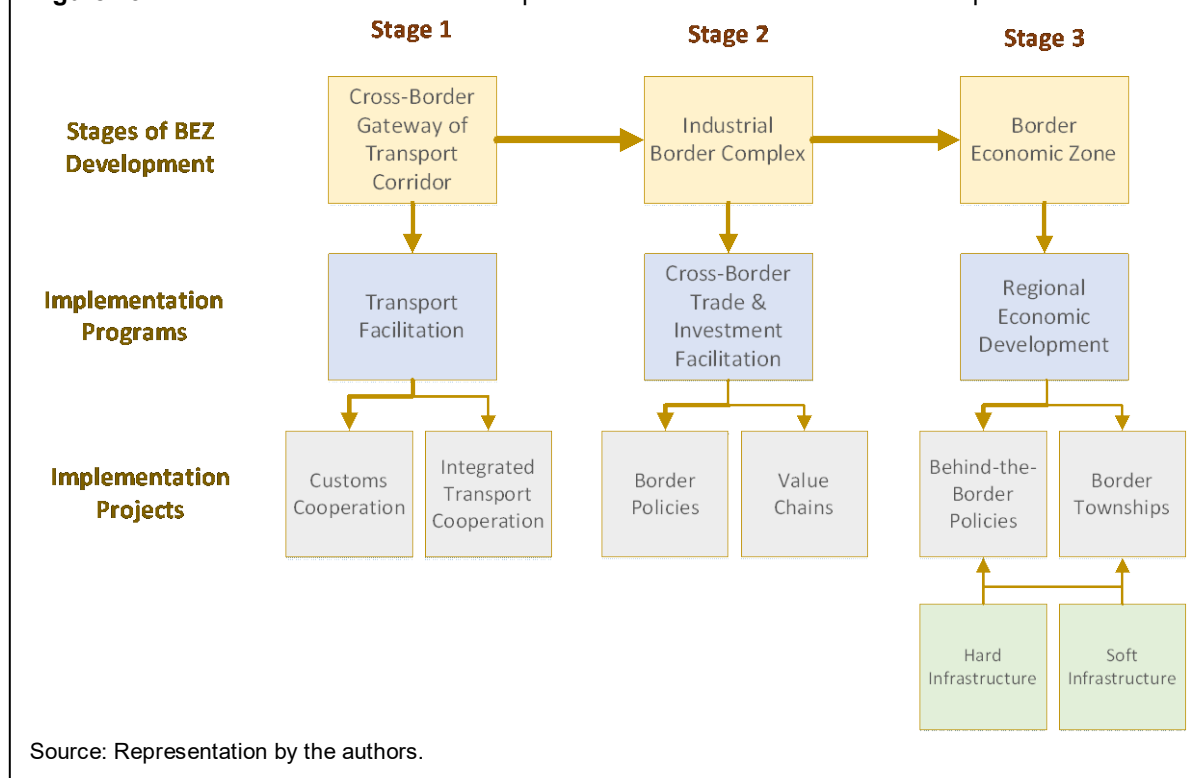 Stage 1
Stage 2
Stage 3
Stages of BEZ
Development
Cross-Border
Gateway of
Transport
Corridor
Industrial
Border Complex
Border
Economic Zone
Implementation
Programs
Transport
Facilitation
Cross-Border
Trade &
Investment
Facilitation
Regional
Economic
Development
Implementation
Projects
Customs
Cooperation
Integrated
Transport
Cooperation
Border
Policies
Value
Chains
Behind-the-
Border
Policies
Border
Townships
Hard
Infrastructure
Soft
Infrastructure
Source: Representation by the authors.